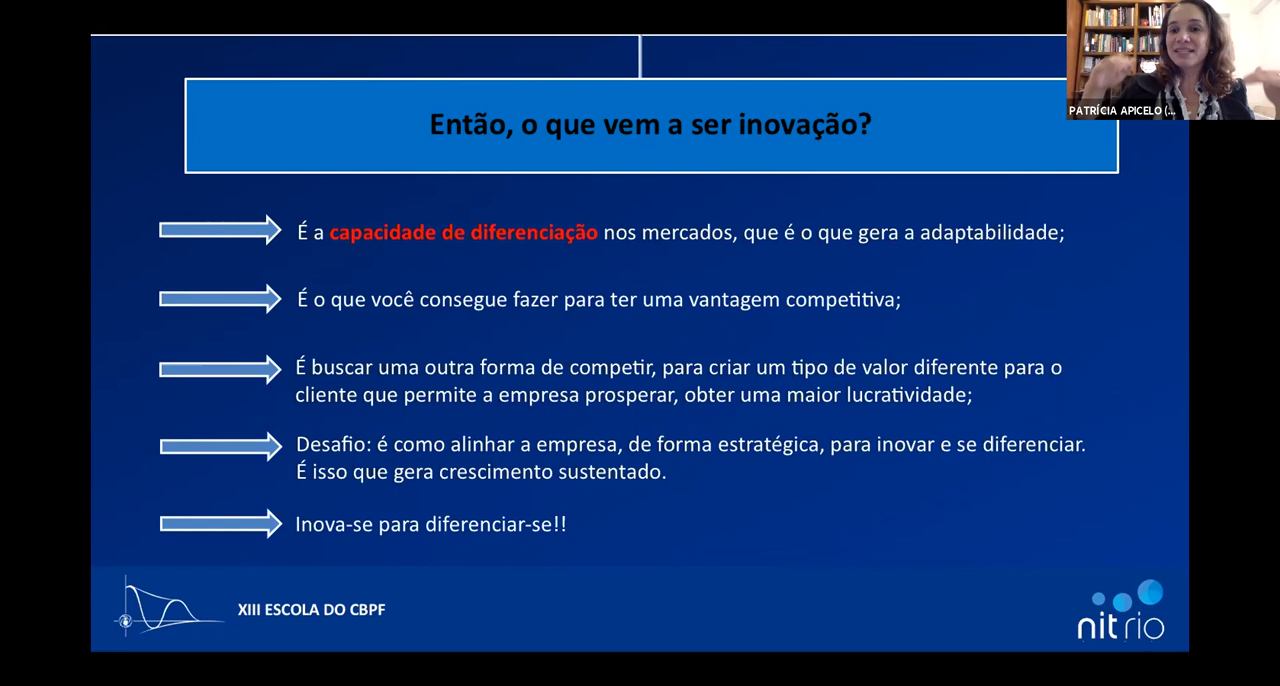 PATRÍCIA APICELO (...
Então, o que vem a ser inovação?
É a capacidade de diferenciação nos mercados, que é o que gera a adaptabilidade;
É o que você consegue fazer para ter uma vantagem competitiva;
É buscar uma outra forma de competir, para criar um tipo de valor diferente para o
cliente que permite a empresa prosperar, obter uma maior lucratividade;
Desafio: é como alinhar a empresa, de forma estratégica, para inovar e se diferenciar.
É isso que gera crescimento sustentado.
Inova-se para diferenciar-se!!
XIII ESCOLA DO CBPF
nitrio